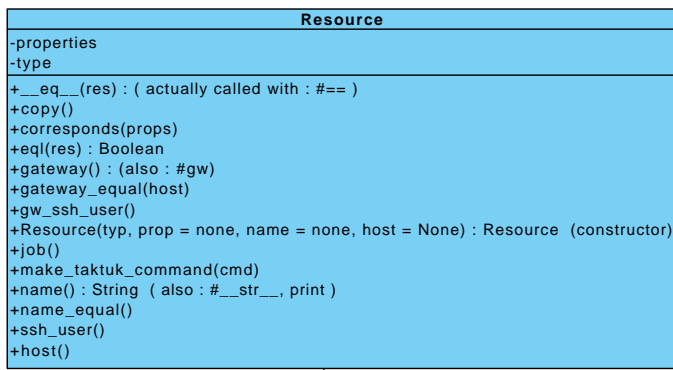 Resource
-properties
-type
+__eq__(res) : ( actually called with : #== )
+copy()
+corresponds(props)
+eql(res) : Boolean
+gateway() : (also : #gw)
+gateway_equal(host)
+gw_ssh_user()
+Resource(typ, prop = none, name = none, host = None) : Resource (constructor)
+job()
+make_taktuk_command(cmd)
+name() : String ( also : #__str__, print )
+name_equal()
+ssh_user()
+host()